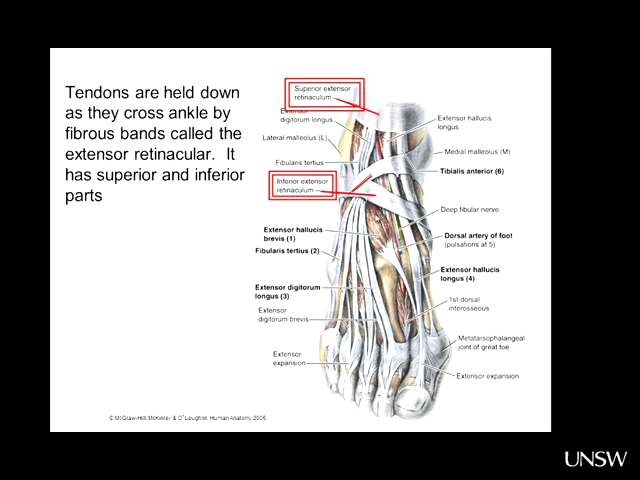 Tendons are held down
as they cross ankle by
fibrous bands called the
extensor retinacular.  It
has superior and inferior
parts
Superior extensor
retinaculum
Extensor
digitorum longus
Lateral malleolus (L)
Fibularis tertius
Inferior extensor
retinaculum
Extensor hallucis
brevis (1)
Fibularis tertius (2)
Extensor digitorum
longus (3)
Extensor
digitorum brevis
Extensor
expansion
Extensor hallucis
longus
Medial malleolus (M)
Tibialis anterior (6)
Deep fibular nerve
Dorsal artery of foot
(pulsations at 5)
Extensor hallucis
longus (4)
1st dorsal
interosseous
Metatarsophalangeal
joint of great toe
Extensor expansion
© McGraw-Hill, McKinley & O'Loughlin, Human Anatomy 2006
UNSW